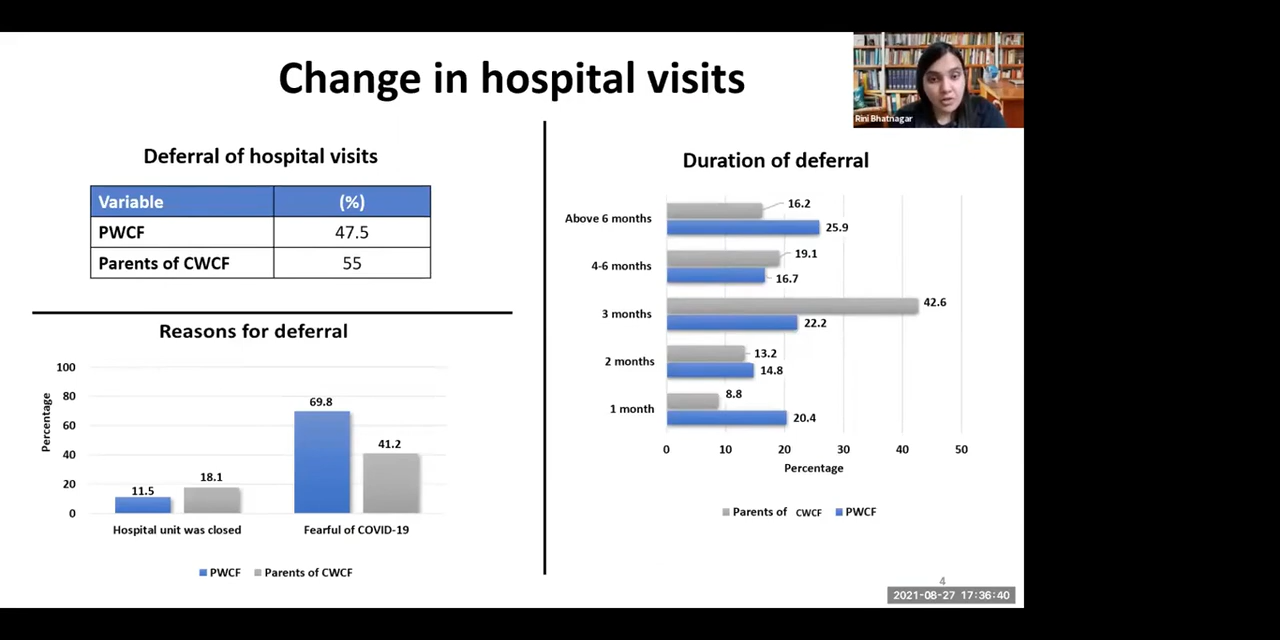 Change in hospital visits
Rini Bhatnagar
Deferral of hospital visits
Variable (%)
PWCF 47.5
Parents of CWCF 55
Reasons for deferral
100
80
60
40
20
0
Percentage
11.5
18.1
69.8
41.2
Hospital unit was closed
Fearful of COVID-19
PWCF Parents of CWCF
Duration of deferral
Above 6 months
16.2
25.9
4-6 months
19.1
16.7
3 months
42.6
22.2
2 months
13.2
14.8
1 month
8.8
20.4
0 10 20 30 40 50
Percentage
Parents of CWCF PWCF
4
2021-08-27 17:36:40